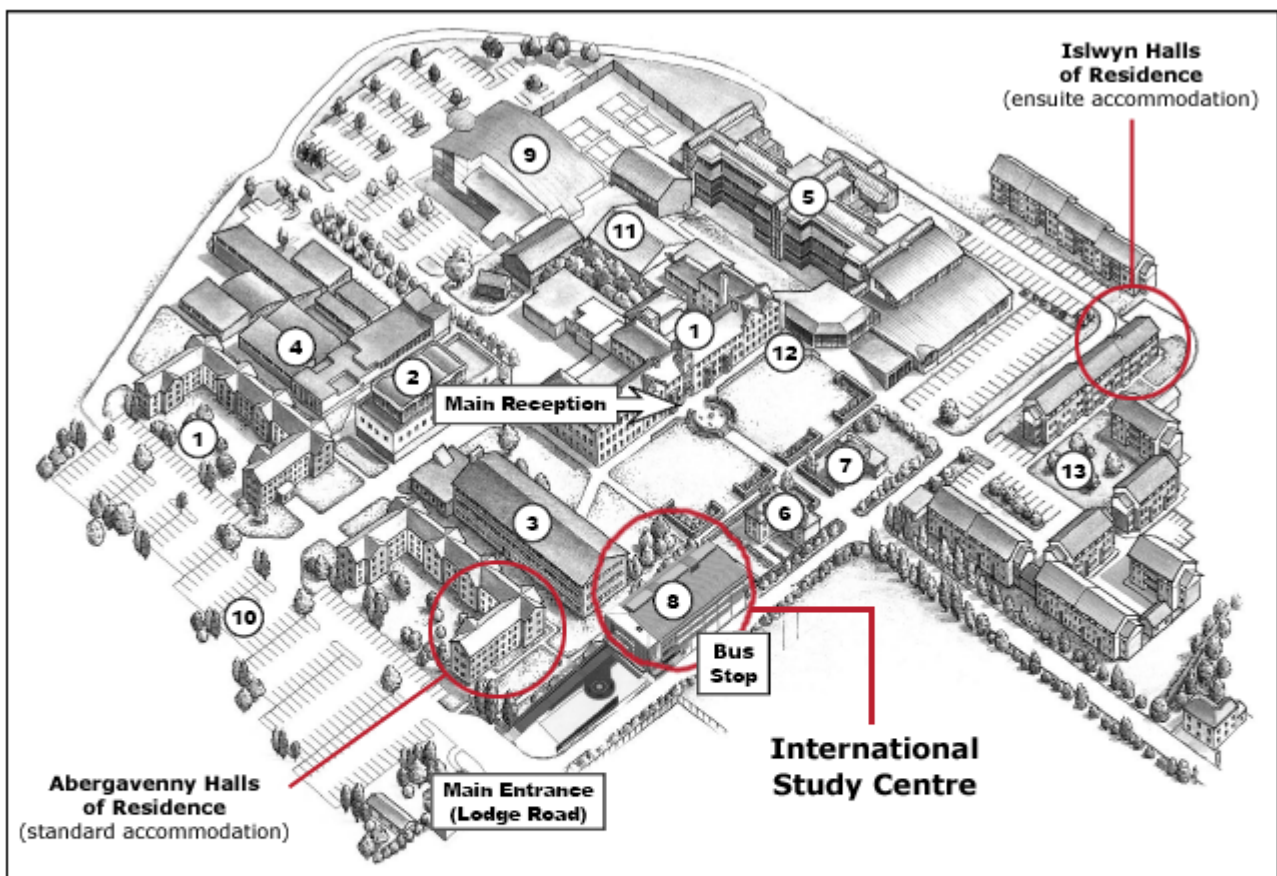 Islwyn Halls
of Residence
(ensuite accommodation)
9
5
11
1
4
12
2
Main Reception
1
7
13
6
3
8
10
Bus
Stop
International
Study Centre
Abergavenny Halls
of Residence
(standard accommodation)
Main Entrance
(Lodge Road)